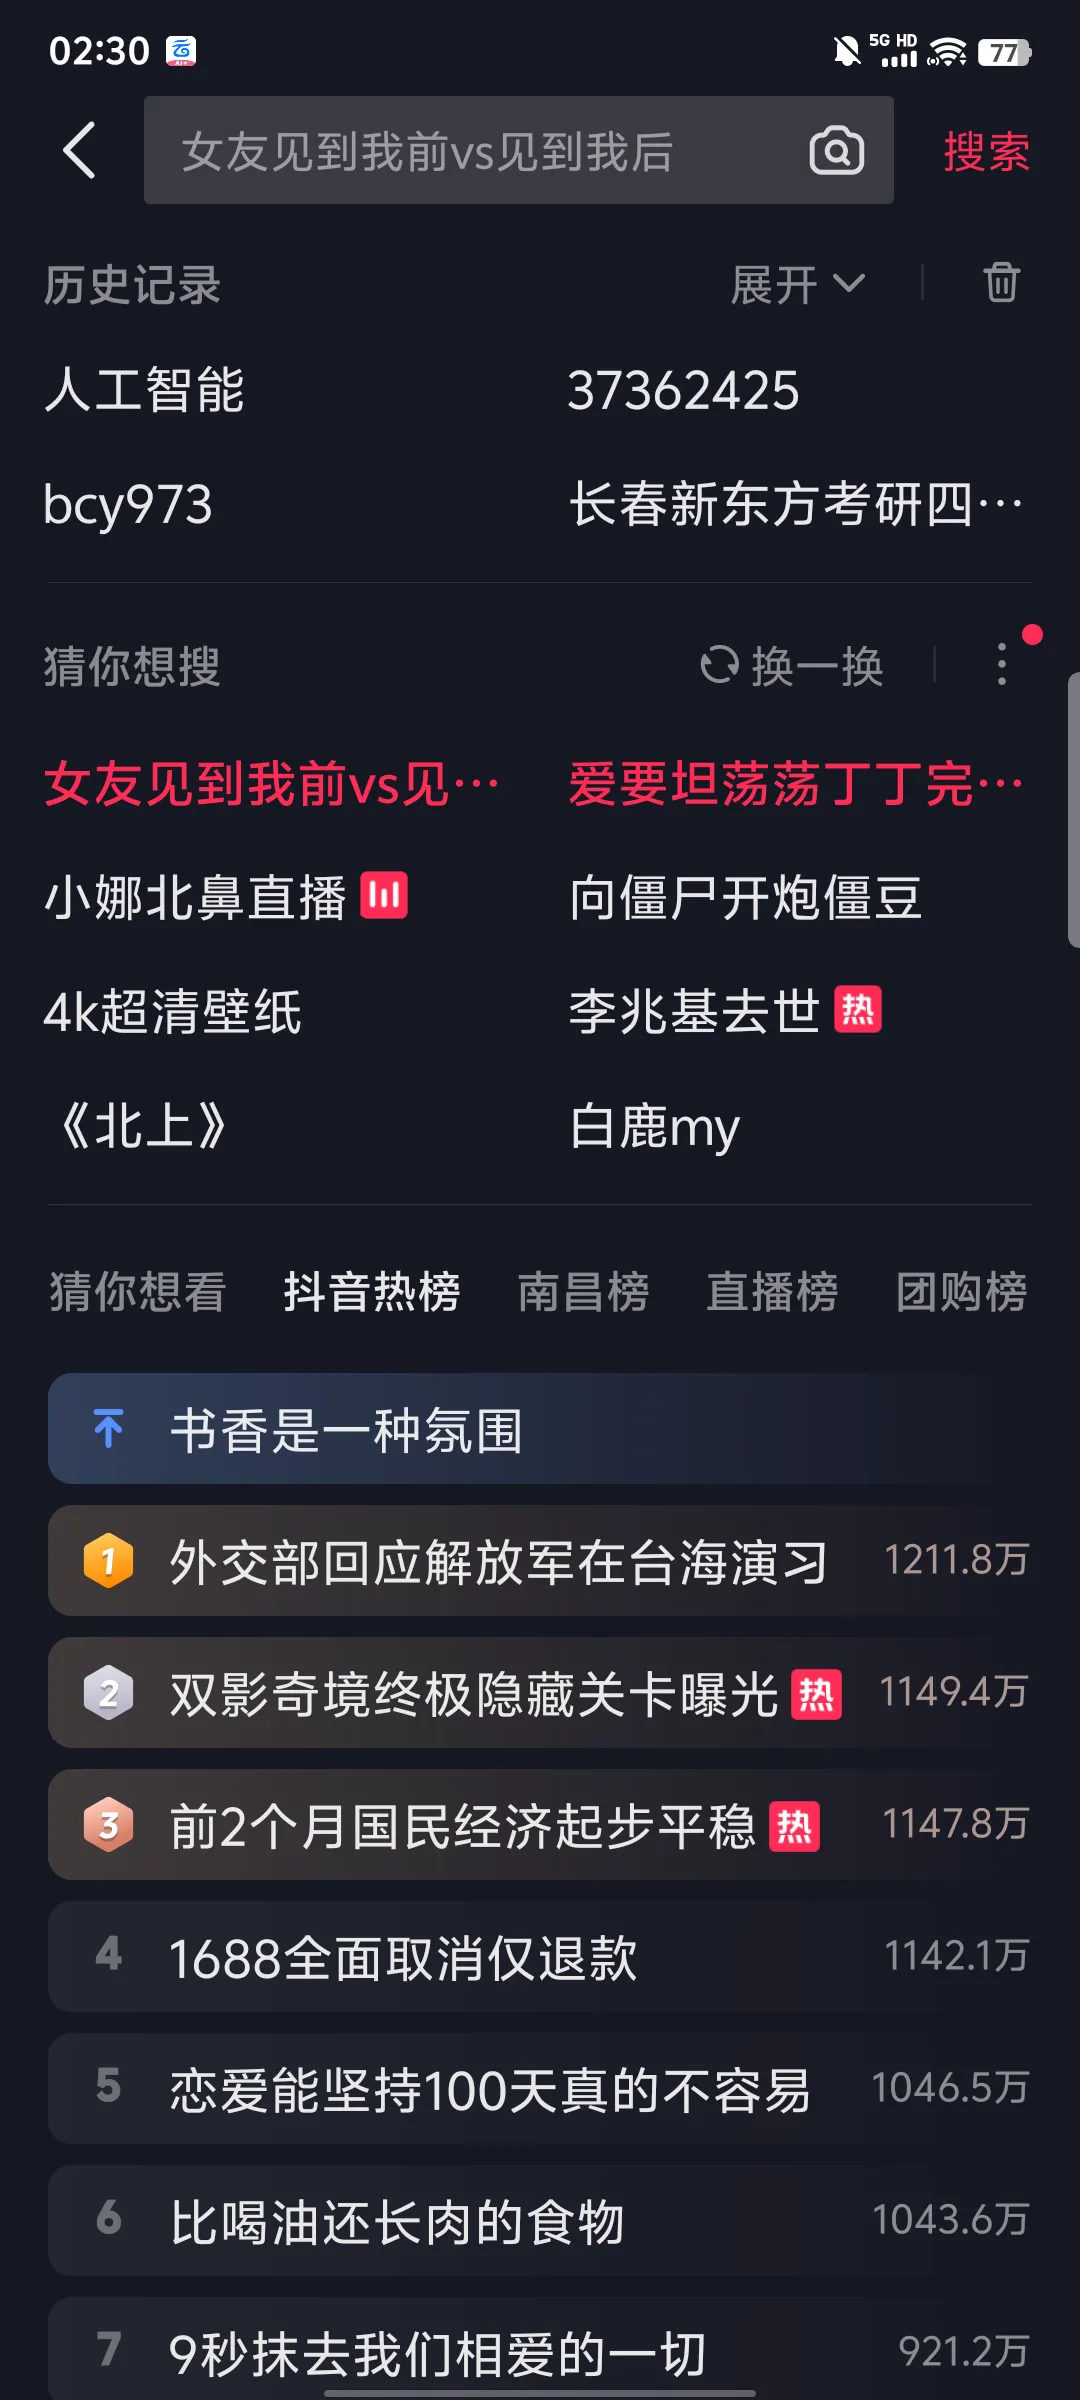 02:30
5G HD
77
女友见到我前vs见到我后
搜索
历史记录
展开
人工智能
37362425
bcy973
长春新东方考研四…
猜你想搜
换一换
女友见到我前vs见…
爱要坦荡荡丁丁完…
小娜北鼻直播
向僵尸开炮僵豆
4k超清壁纸
李兆基去世 热
《北上》
白鹿my
猜你想看 抖音热榜 南昌榜 直播榜 团购榜
书香是一种氛围
1 外交部回应解放军在台海演习 1211.8万
2 双影奇境终极隐藏关卡曝光 热 1149.4万
3 前2个月国民经济起步平稳 热 1147.8万
4 1688全面取消仅退款 1142.1万
5 恋爱能坚持100天真的不容易 1046.5万
6 比喝油还长肉的食物 1043.6万
7 9秒抹去我们相爱的一切 921.2万